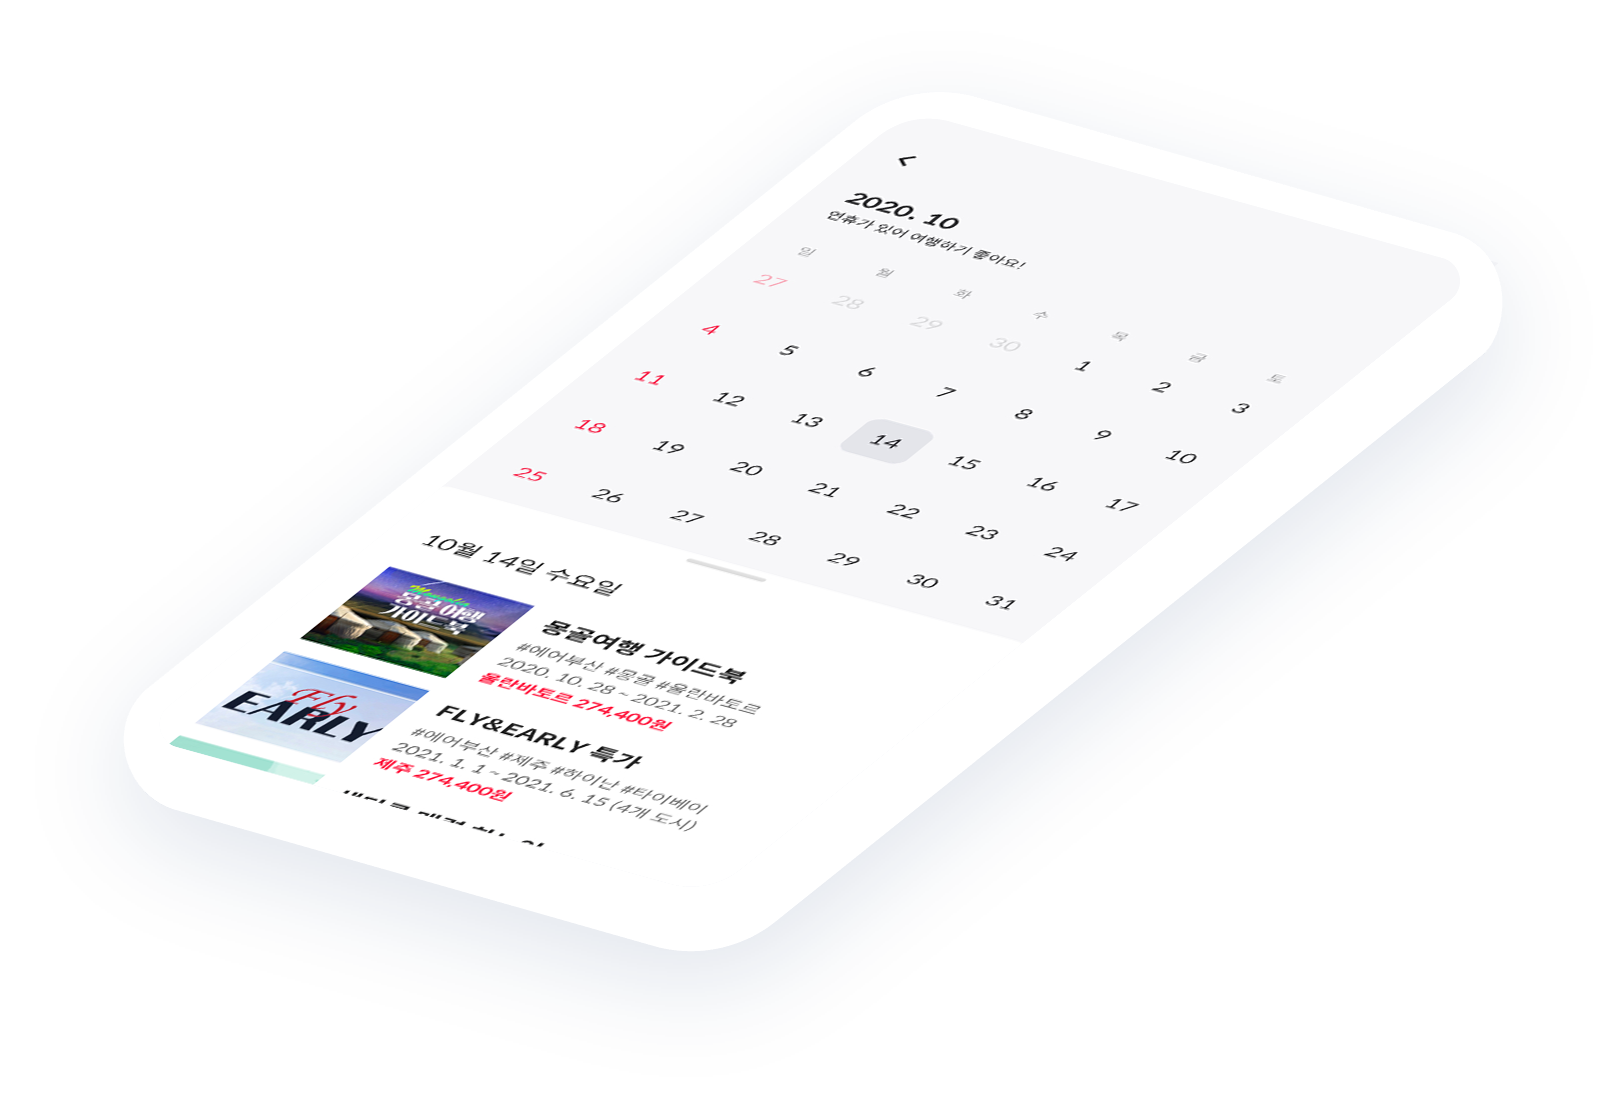 2020. 10
연휴가 있어 여행하기 좋아요!
일 월 화 수 목 금 토
27 28 29 30 1 2 3
4 5 6 7 8 9 10
11 12 13 14 15 16 17
18 19 20 21 22 23 24
25 26 27 28 29 30 31
10월 14일 수요일
몽골 여행
가이드북
몽골여행 가이드북
#에어부산 #몽골 #울란바토르
2020. 10. 28 ~ 2021. 2. 28
울란바토르 274,400원
Fly
EARLY
FLY&EARLY 특가
#에어부산 #제주 #하이난 #타이베이
2021. 1. 1 ~ 2021. 6. 15 (4개 도시)
제주 274,400원